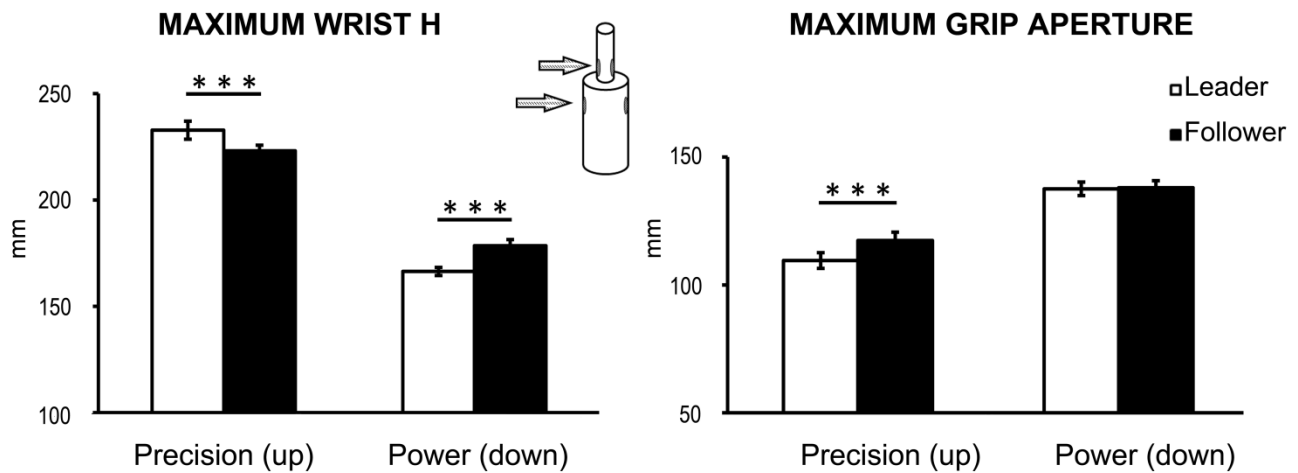 MAXIMUM WRIST H
250
200
150
100
mm
* * *
* * *
Precision (up)
Power (down)
MAXIMUM GRIP APERTURE
Leader
Follower
150
100
50
mm
* * *
Precision (up)
Power (down)